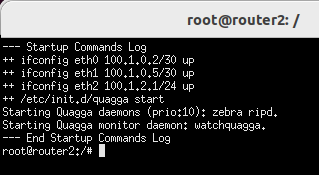 root@router2: /
--- Startup Commands Log
++ ifconfig eth0 100.1.0.2/30 up
++ ifconfig eth1 100.1.0.5/30 up
++ ifconfig eth2 100.1.2.1/24 up
++ /etc/init.d/quagga start
Starting Quagga daemons (prio:10): zebra ripd.
Starting Quagga monitor daemon: watchquagga.
--- End Startup Commands Log
root@router2:/#